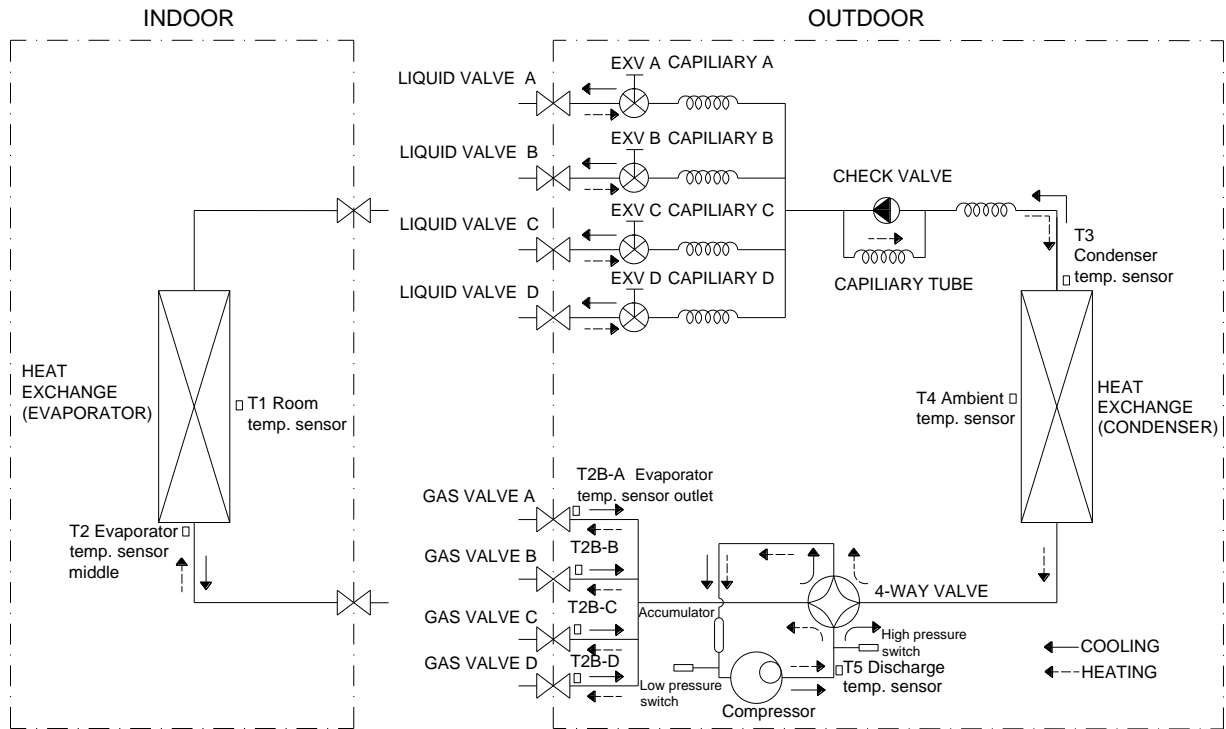 INDOOR
OUTDOOR
LIQUID VALVE A
EXV A CAPILIARY A
LIQUID VALVE B
EXV B CAPILIARY B
LIQUID VALVE C
EXV C CAPILIARY C
LIQUID VALVE D
EXV D CAPILIARY D
CHECK VALVE
CAPILIARY TUBE
T3
Condenser
temp. sensor
HEAT
EXCHANGE
(EVAPORATOR)
T1 Room
temp. sensor
T4 Ambient
temp. sensor
HEAT
EXCHANGE
(CONDENSER)
T2 Evaporator
temp. sensor
middle
GAS VALVE A
T2B-A Evaporator
temp. sensor outlet
GAS VALVE B
T2B-B
GAS VALVE C
T2B-C
GAS VALVE D
T2B-D
Accumulator
4-WAY VALVE
High pressure
switch
Low pressure
switch
T5 Discharge
temp. sensor
Compressor
COOLING
HEATING